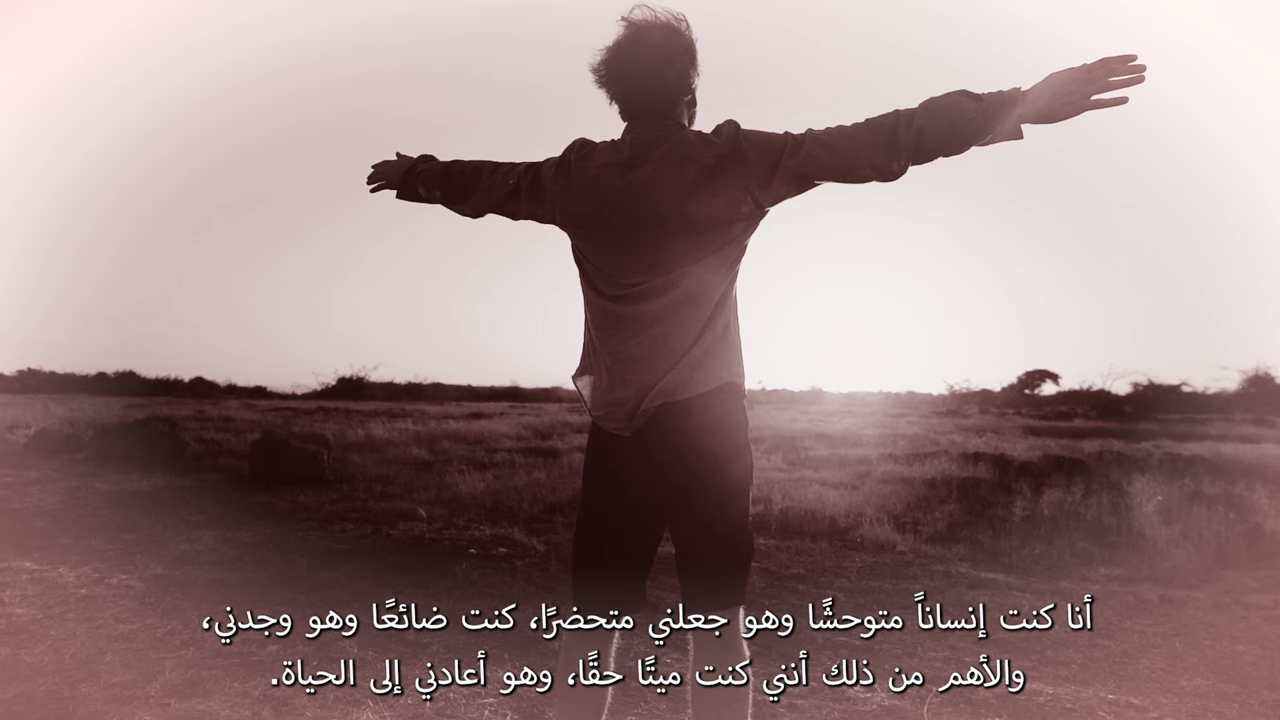 أنا كنت إنساناً متوحشًا وهو جعلني متحضرًا، كنت ضائعًا وهو وجدني،
والأهم من ذلك أنني كنت ميتًا حقًا، وهو أعادني إلى الحياة.